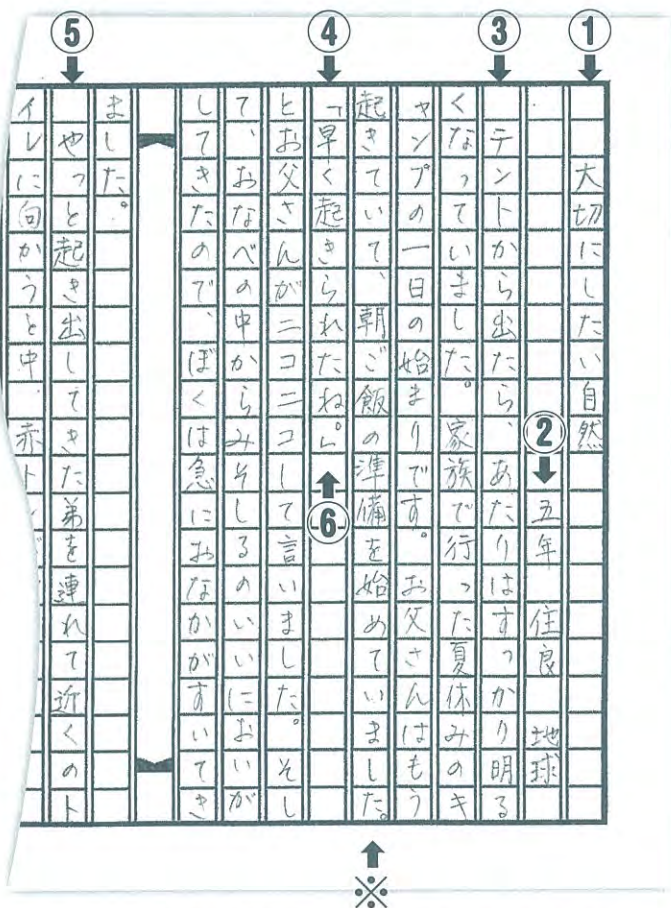 ①
大切にしたい自然
②
五年 住良 地球
③
テントから出たら、あたりはすっかり明る
くなっていました。家族で行った夏休みのキ
ャンプの一日の始まりです。お父さんはもう
起きていて、朝ご飯の準備を始めていました。
※
④
「早く起きられたね。」
⑥
とお父さんがニコニコして言いました。そし
て、おなべの中からみそしるのいいにおいが
してきたので、ぼくは急におなかがすいてき
ました。
⑤
やっと起き出してきた弟を連れて近くのト
イレに向かうと中、赤トン